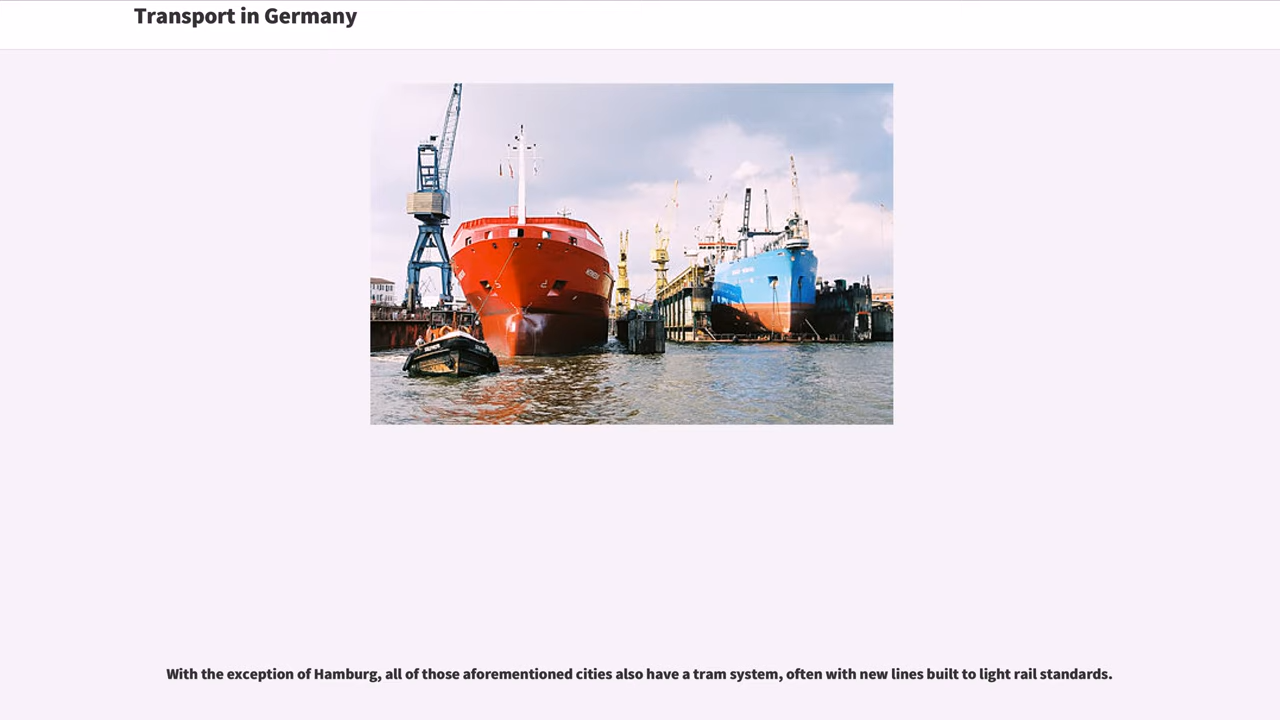 Transport in Germany
With the exception of Hamburg, all of those aforementioned cities also have a tram system, often with new lines built to light rail standards.